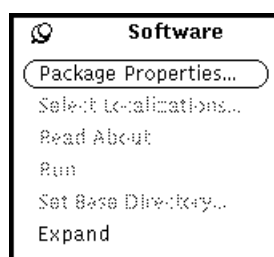 Software
Package Properties...
Select Localizations...
Read About
Run
Set Base Directory...
Expand